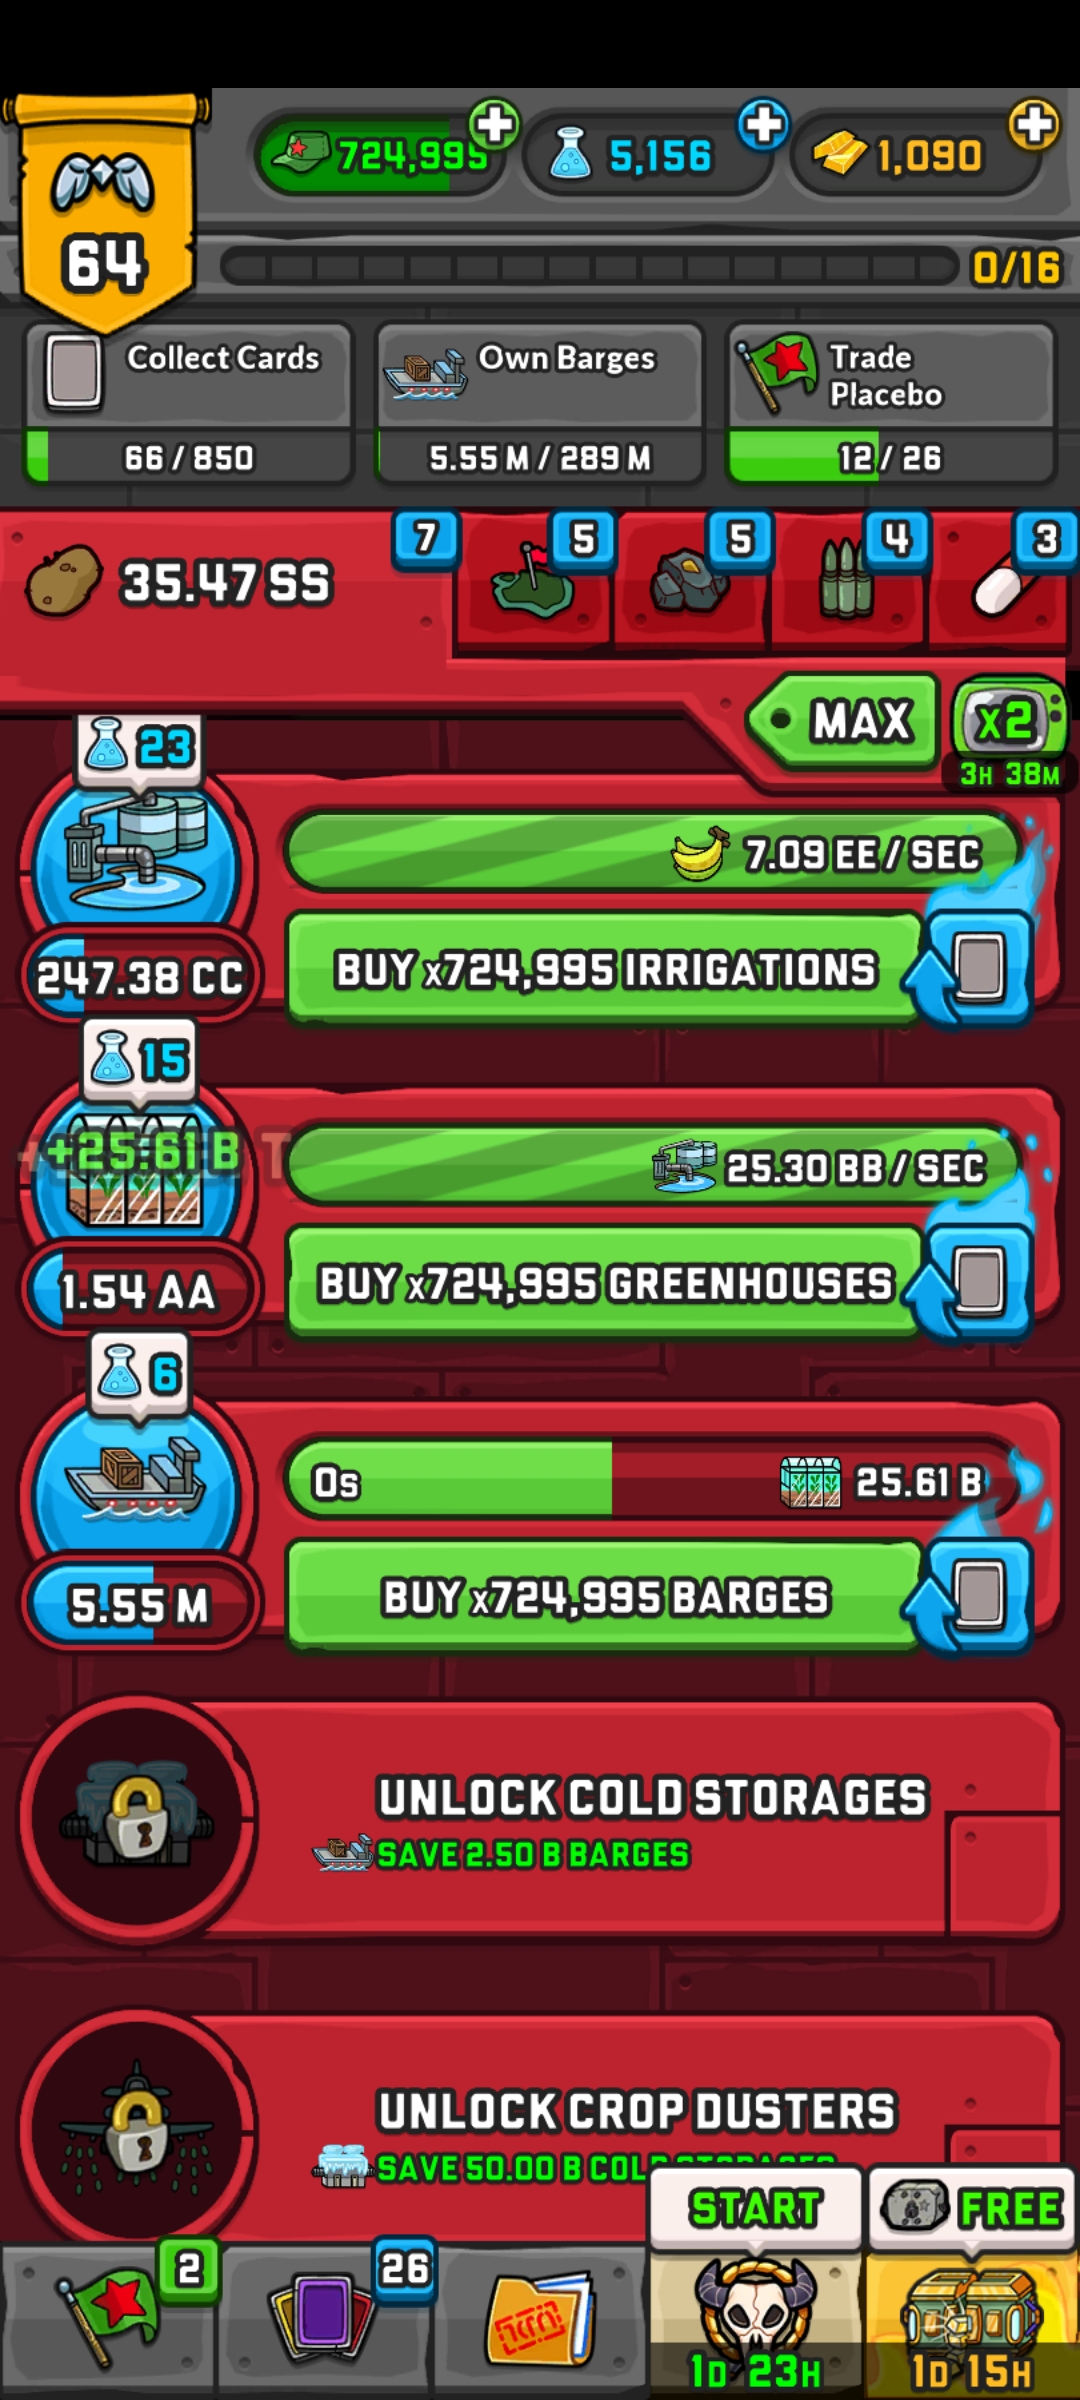 724,995
5,156
1,090
64
0/16
Collect Cards
66 / 850
Own Barges
5.55 M / 289 M
Trade
Placebo
12 / 26
35.47 SS
7
5
5
4
3
MAX
x2
3H 38M
23
7.09 EE / SEC
247.38 CC
BUY x724,995 IRRIGATIONS
15
+25.61 B
25.30 BB / SEC
1.54 AA
BUY x724,995 GREENHOUSES
6
0s
25.61 B
5.55 M
BUY x724,995 BARGES
UNLOCK COLD STORAGES
SAVE 2.50 B BARGES
UNLOCK CROP DUSTERS
SAVE 50.00 B COLD STORAGES
START
FREE
2
26
1D 23H
1D 15H